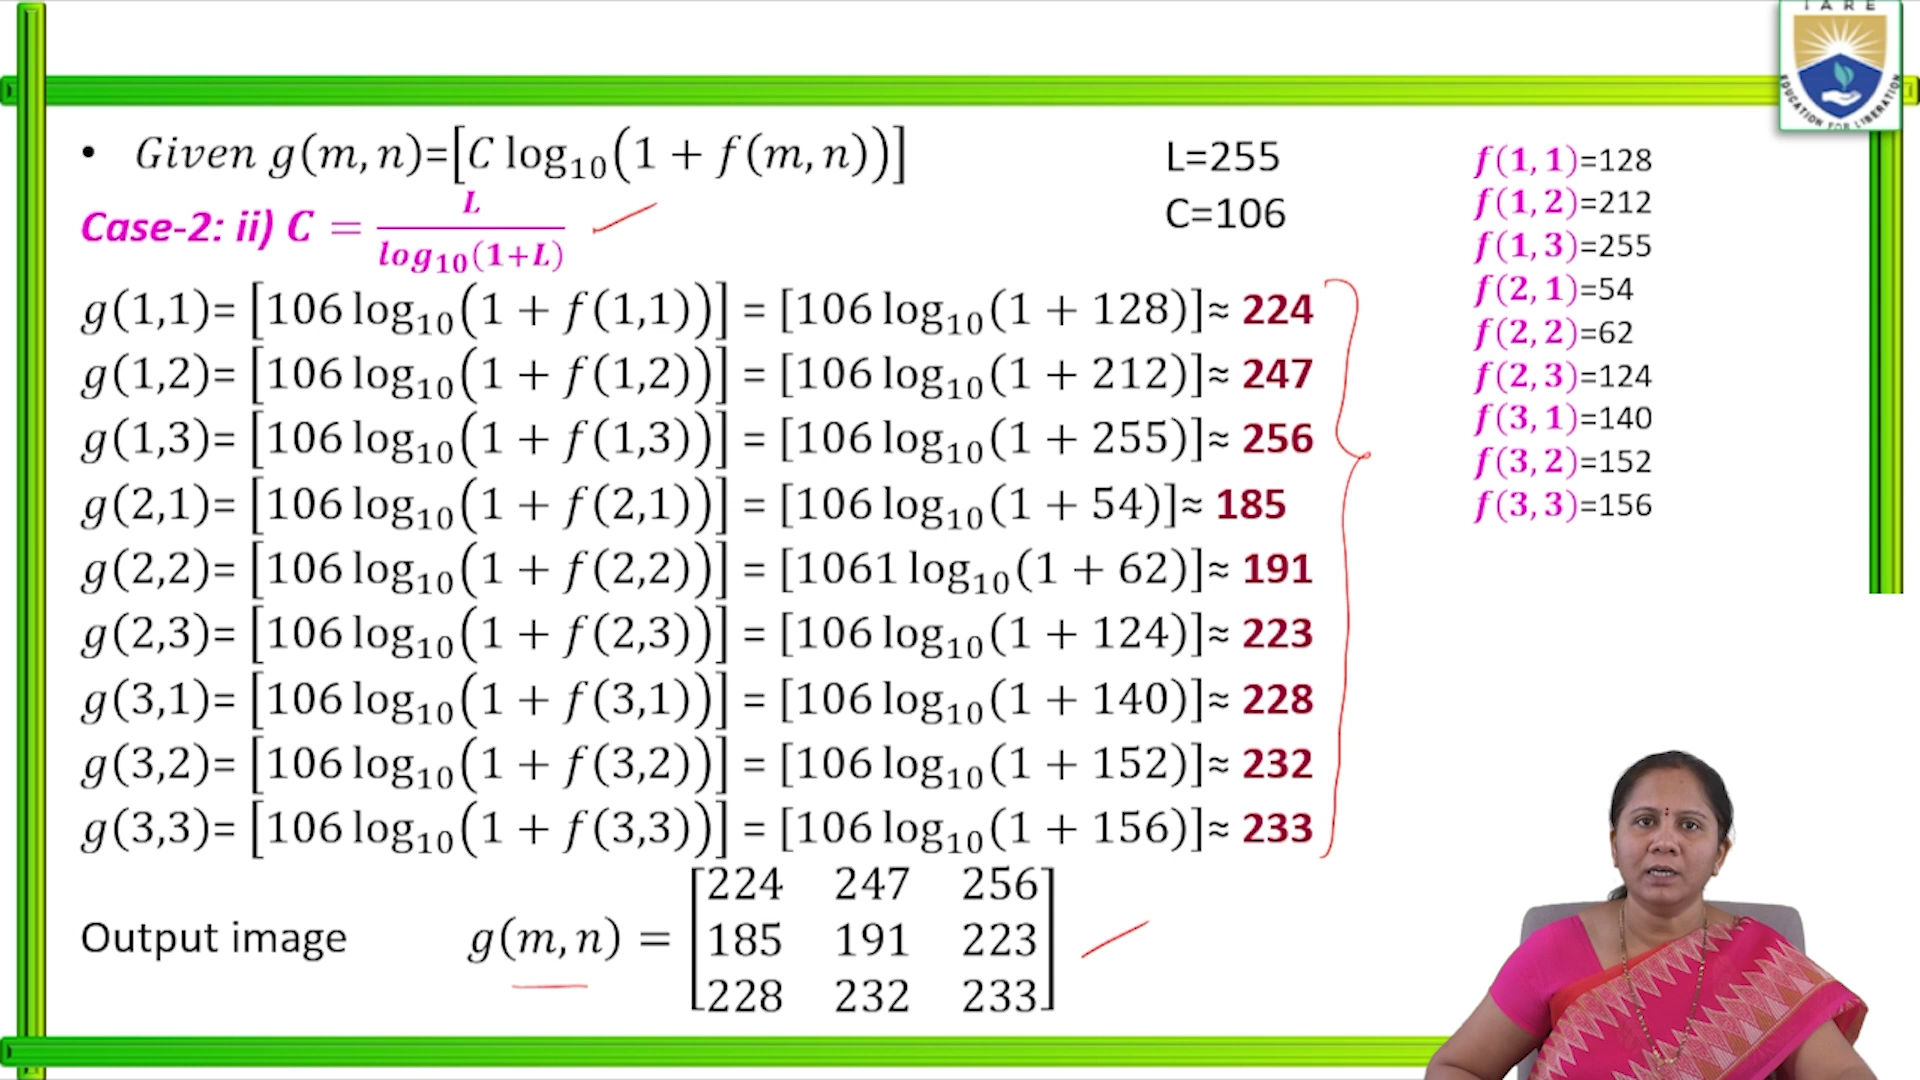 IARE
EDUCATION FOR LIBERATION
• Given g(m, n)=[C log₁₀(1 + f(m, n))]
L=255
Case-2: ii) C = L / log₁₀(1+L)
C=106
f(1, 1)=128
f(1, 2)=212
f(1, 3)=255
f(2, 1)=54
f(2, 2)=62
f(2, 3)=124
f(3, 1)=140
f(3, 2)=152
f(3, 3)=156
g(1,1)= [106 log₁₀(1 + f(1,1))] = [106 log₁₀(1 + 128)]≈ 224
g(1,2)= [106 log₁₀(1 + f(1,2))] = [106 log₁₀(1 + 212)]≈ 247
g(1,3)= [106 log₁₀(1 + f(1,3))] = [106 log₁₀(1 + 255)]≈ 256
g(2,1)= [106 log₁₀(1 + f(2,1))] = [106 log₁₀(1 + 54)]≈ 185
g(2,2)= [106 log₁₀(1 + f(2,2))] = [1061 log₁₀(1 + 62)]≈ 191
g(2,3)= [106 log₁₀(1 + f(2,3))] = [106 log₁₀(1 + 124)]≈ 223
g(3,1)= [106 log₁₀(1 + f(3,1))] = [106 log₁₀(1 + 140)]≈ 228
g(3,2)= [106 log₁₀(1 + f(3,2))] = [106 log₁₀(1 + 152)]≈ 232
g(3,3)= [106 log₁₀(1 + f(3,3))] = [106 log₁₀(1 + 156)]≈ 233
Output image g(m, n) =
224 247 256
185 191 223
228 232 233